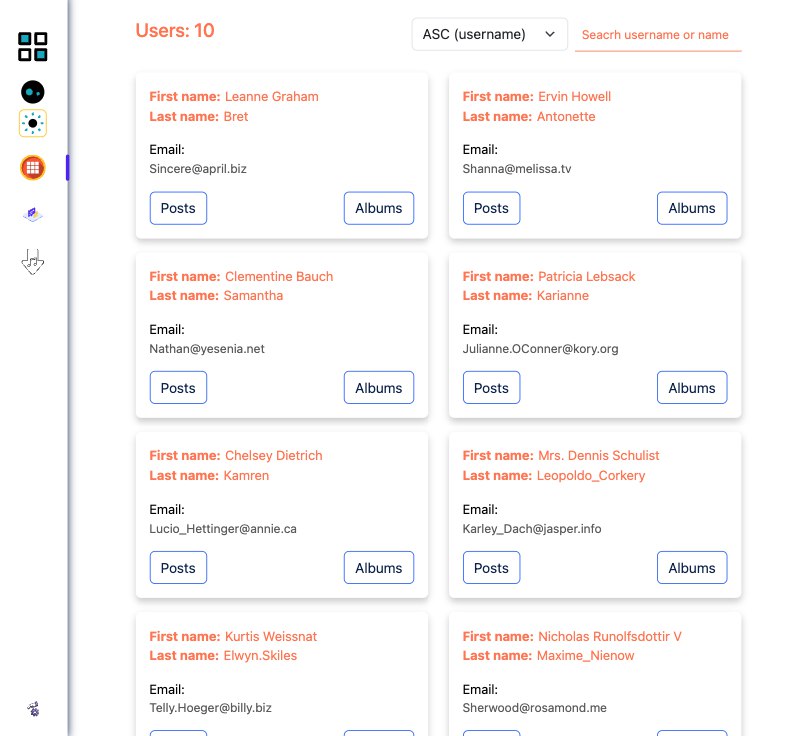 Users: 10
ASC (username)
Seacrh username or name
First name: Leanne Graham
Last name: Bret
Email:
Sincere@april.biz
Posts
Albums
First name: Ervin Howell
Last name: Antonette
Email:
Shanna@melissa.tv
Posts
Albums
First name: Clementine Bauch
Last name: Samantha
Email:
Nathan@yesenia.net
Posts
Albums
First name: Patricia Lebsack
Last name: Karianne
Email:
Julianne.OConner@kory.org
Posts
Albums
First name: Chelsey Dietrich
Last name: Kamren
Email:
Lucio_Hettinger@annie.ca
Posts
Albums
First name: Mrs. Dennis Schulist
Last name: Leopoldo_Corkery
Email:
Karley_Dach@jasper.info
Posts
Albums
First name: Kurtis Weissnat
Last name: Elwyn.Skiles
Email:
Telly.Hoeger@billy.biz
First name: Nicholas Runolfsdottir V
Last name: Maxime_Nienow
Email:
Sherwood@rosamond.me